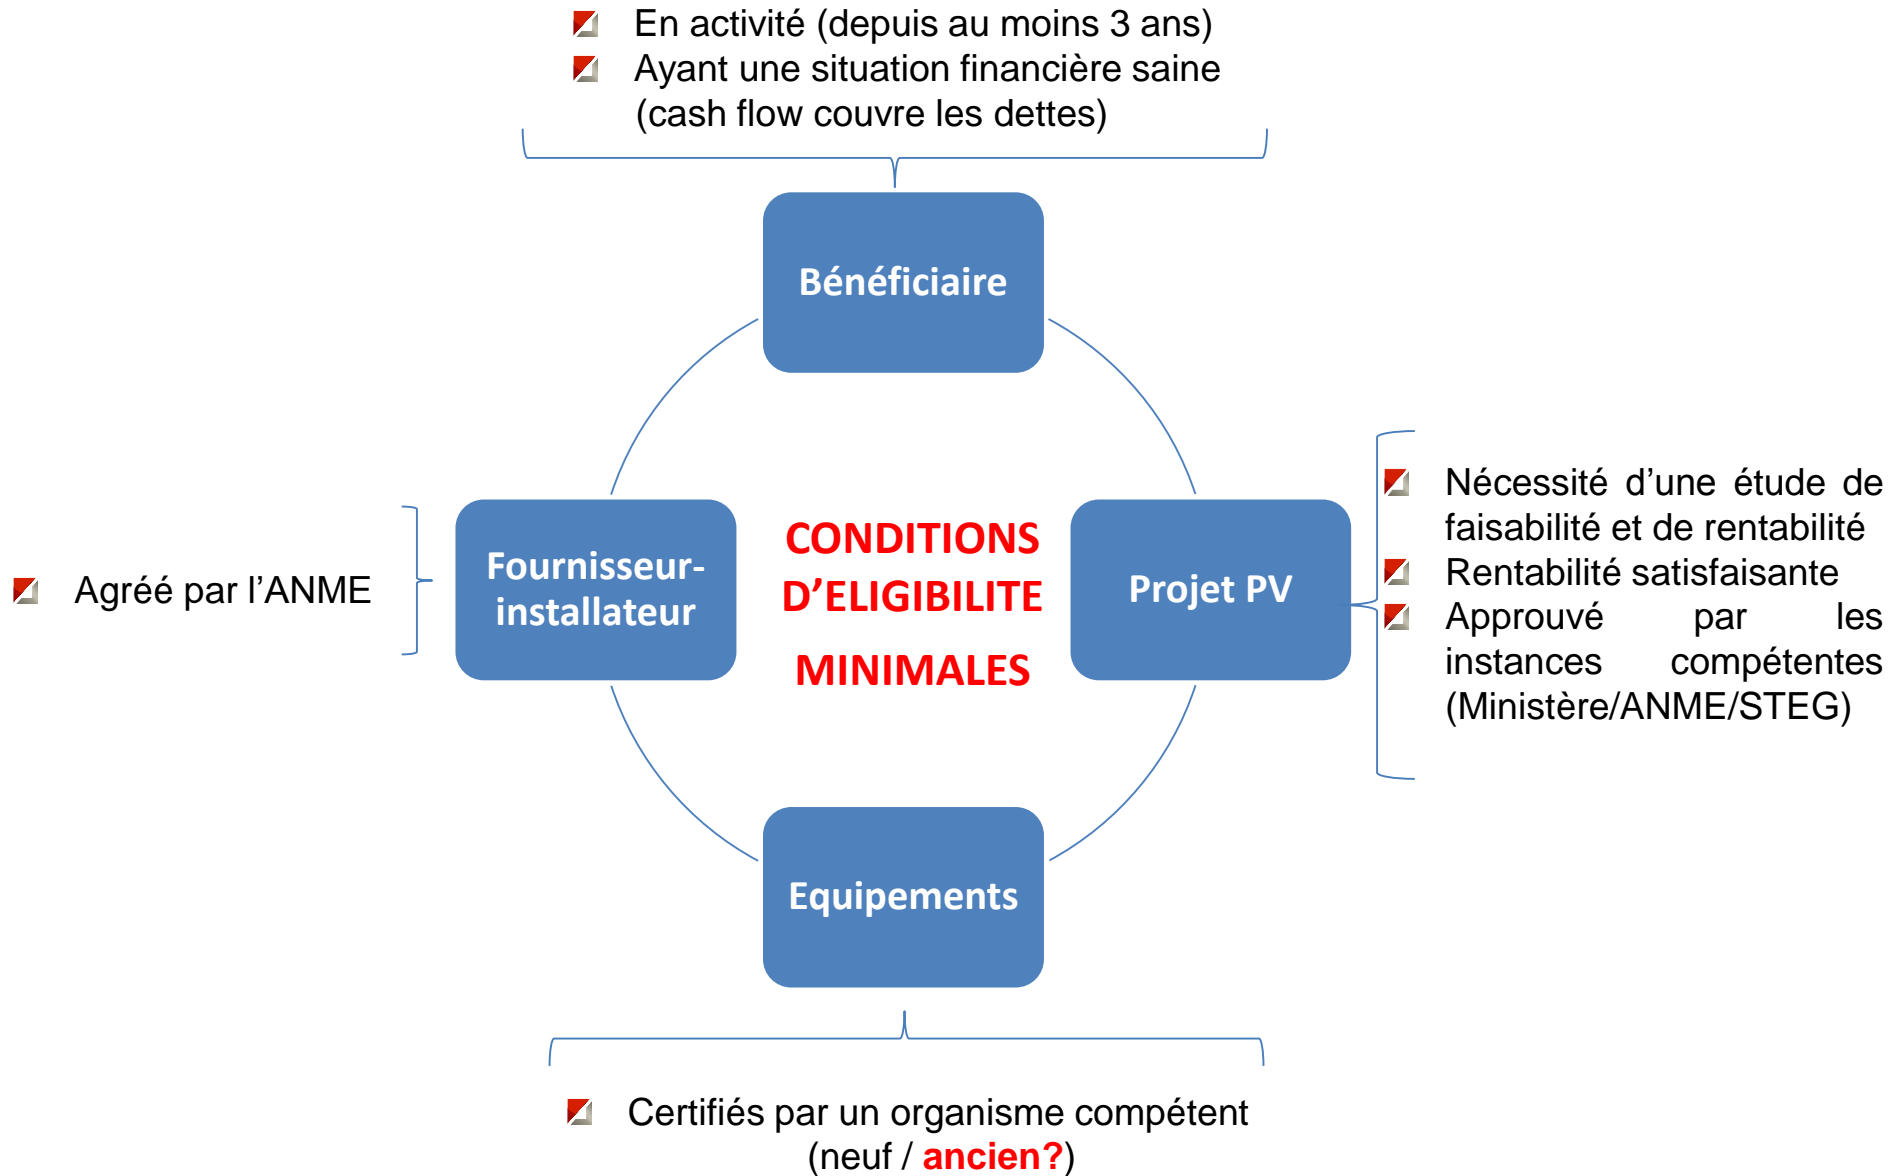 En activité (depuis au moins 3 ans)
Ayant une situation financière saine
(cash flow couvre les dettes)
Bénéficiaire
Agréé par l’ANME
Fournisseur-
installateur
CONDITIONS
D’ELIGIBILITE
MINIMALES
Projet PV
Nécessité d’une étude de
faisabilité et de rentabilité
Rentabilité satisfaisante
Approuvé par les
instances compétentes
(Ministère/ANME/STEG)
Equipements
Certifiés par un organisme compétent
(neuf / ancien?)